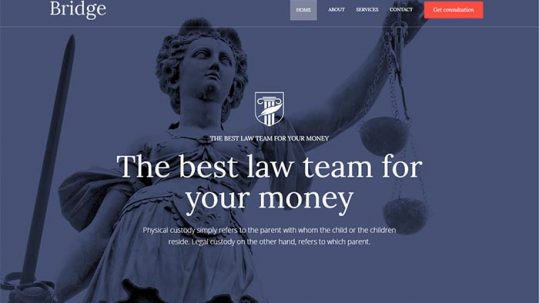 Bridge
HOME ABOUT SERVICES CONTACT Get consultation
THE BEST LAW TEAM FOR YOUR MONEY
The best law team for
your money
Physical custody simply refers to the parent with whom the child or the children
reside. Legal custody on the other hand, refers to which parent.